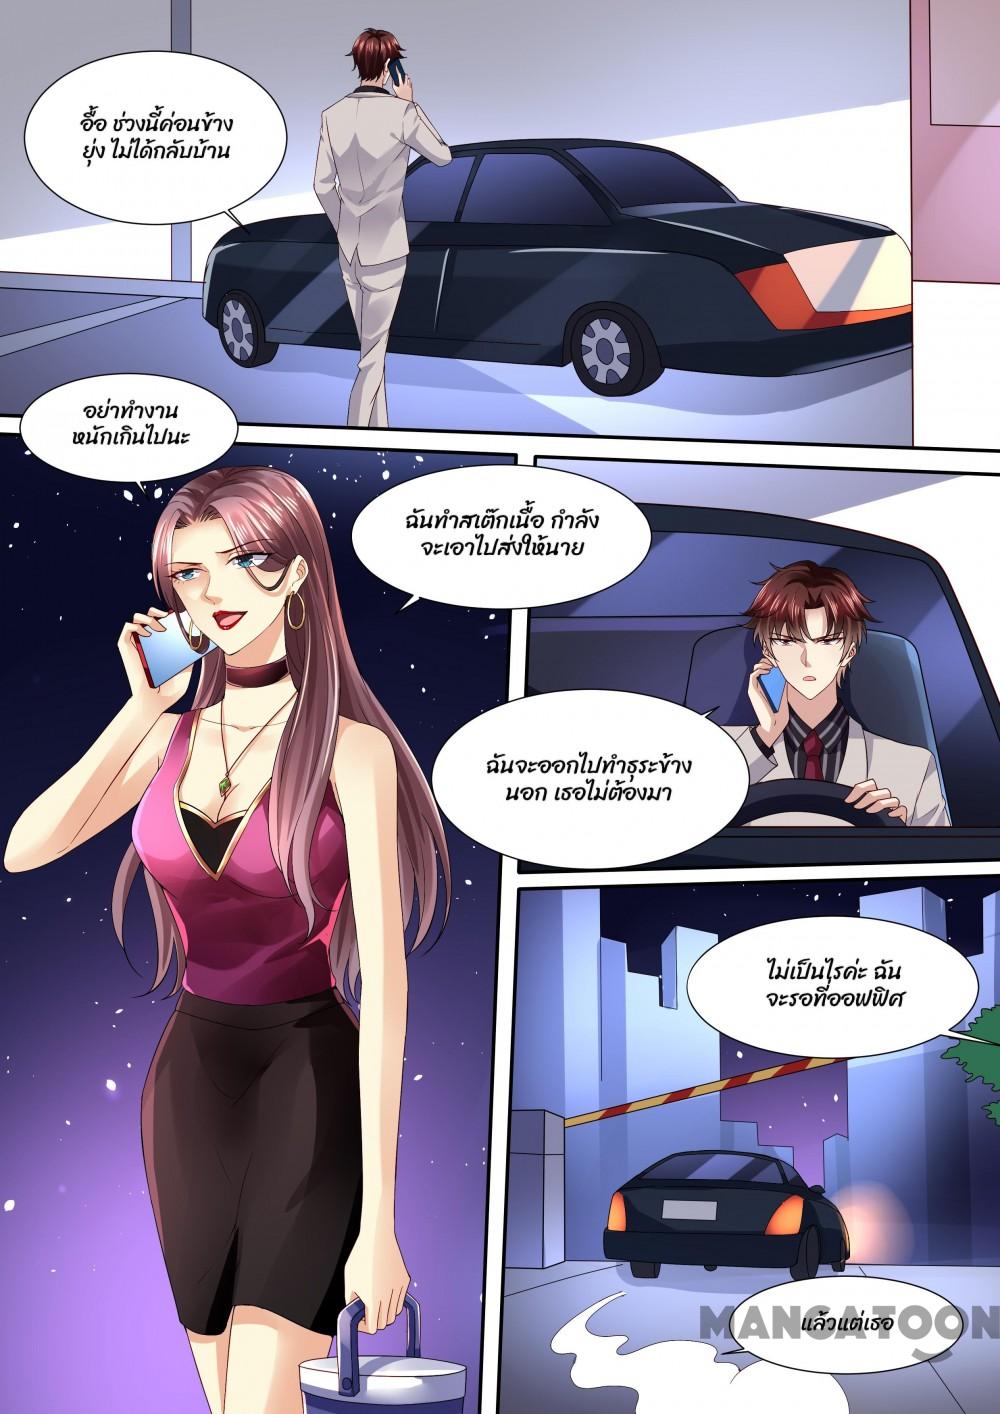 อื้อ ช่วงนี้ค่อนข้าง
ยุ่ง ไม่ได้กลับบ้าน
อย่าทำงาน
หนักเกินไปนะ
ฉันทำสเต๊กเนื้อ กำลัง
จะเอาไปส่งให้นาย
ฉันจะออกไปทำธุระข้าง
นอก เธอไม่ต้องมา
ไม่เป็นไรค่ะ ฉัน
จะรอที่ออฟฟิศ
แล้วแต่เธอ
MANGATOON